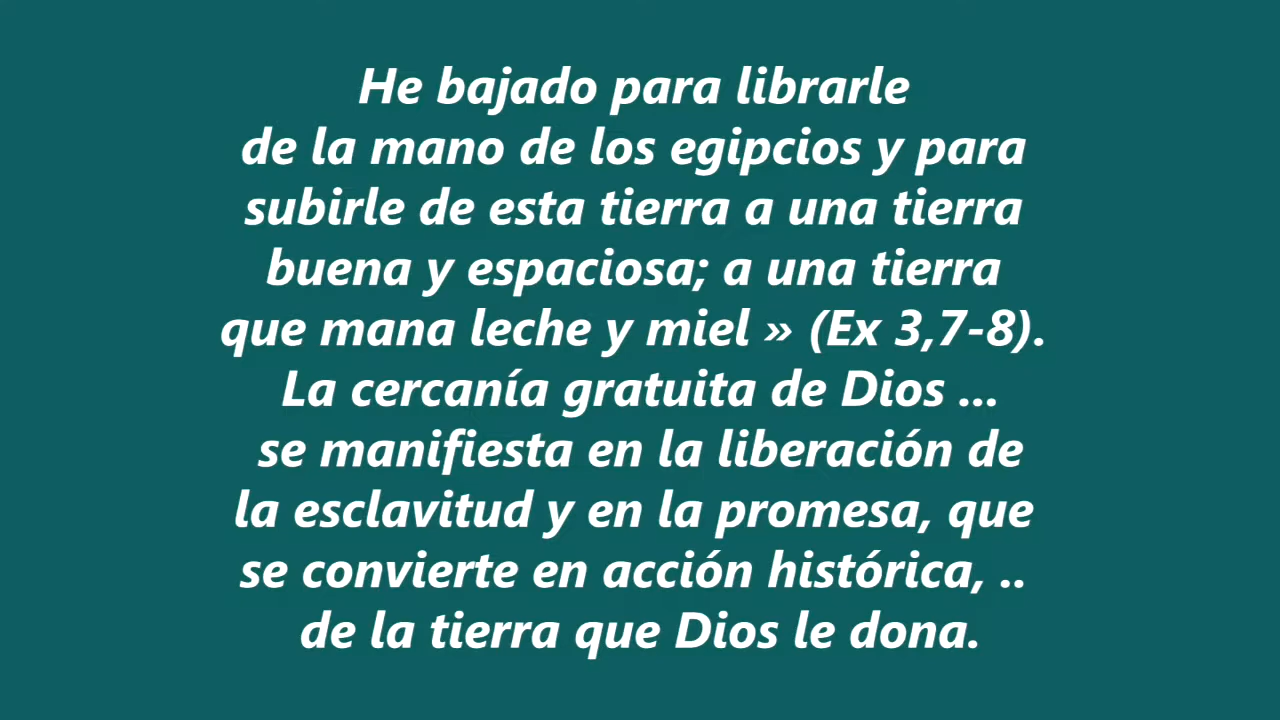 He bajado para librarle
de la mano de los egipcios y para
subirle de esta tierra a una tierra
buena y espaciosa; a una tierra
que mana leche y miel » (Ex 3,7-8).
La cercanía gratuita de Dios ...
se manifiesta en la liberación de
la esclavitud y en la promesa, que
se convierte en acción histórica, ..
de la tierra que Dios le dona.